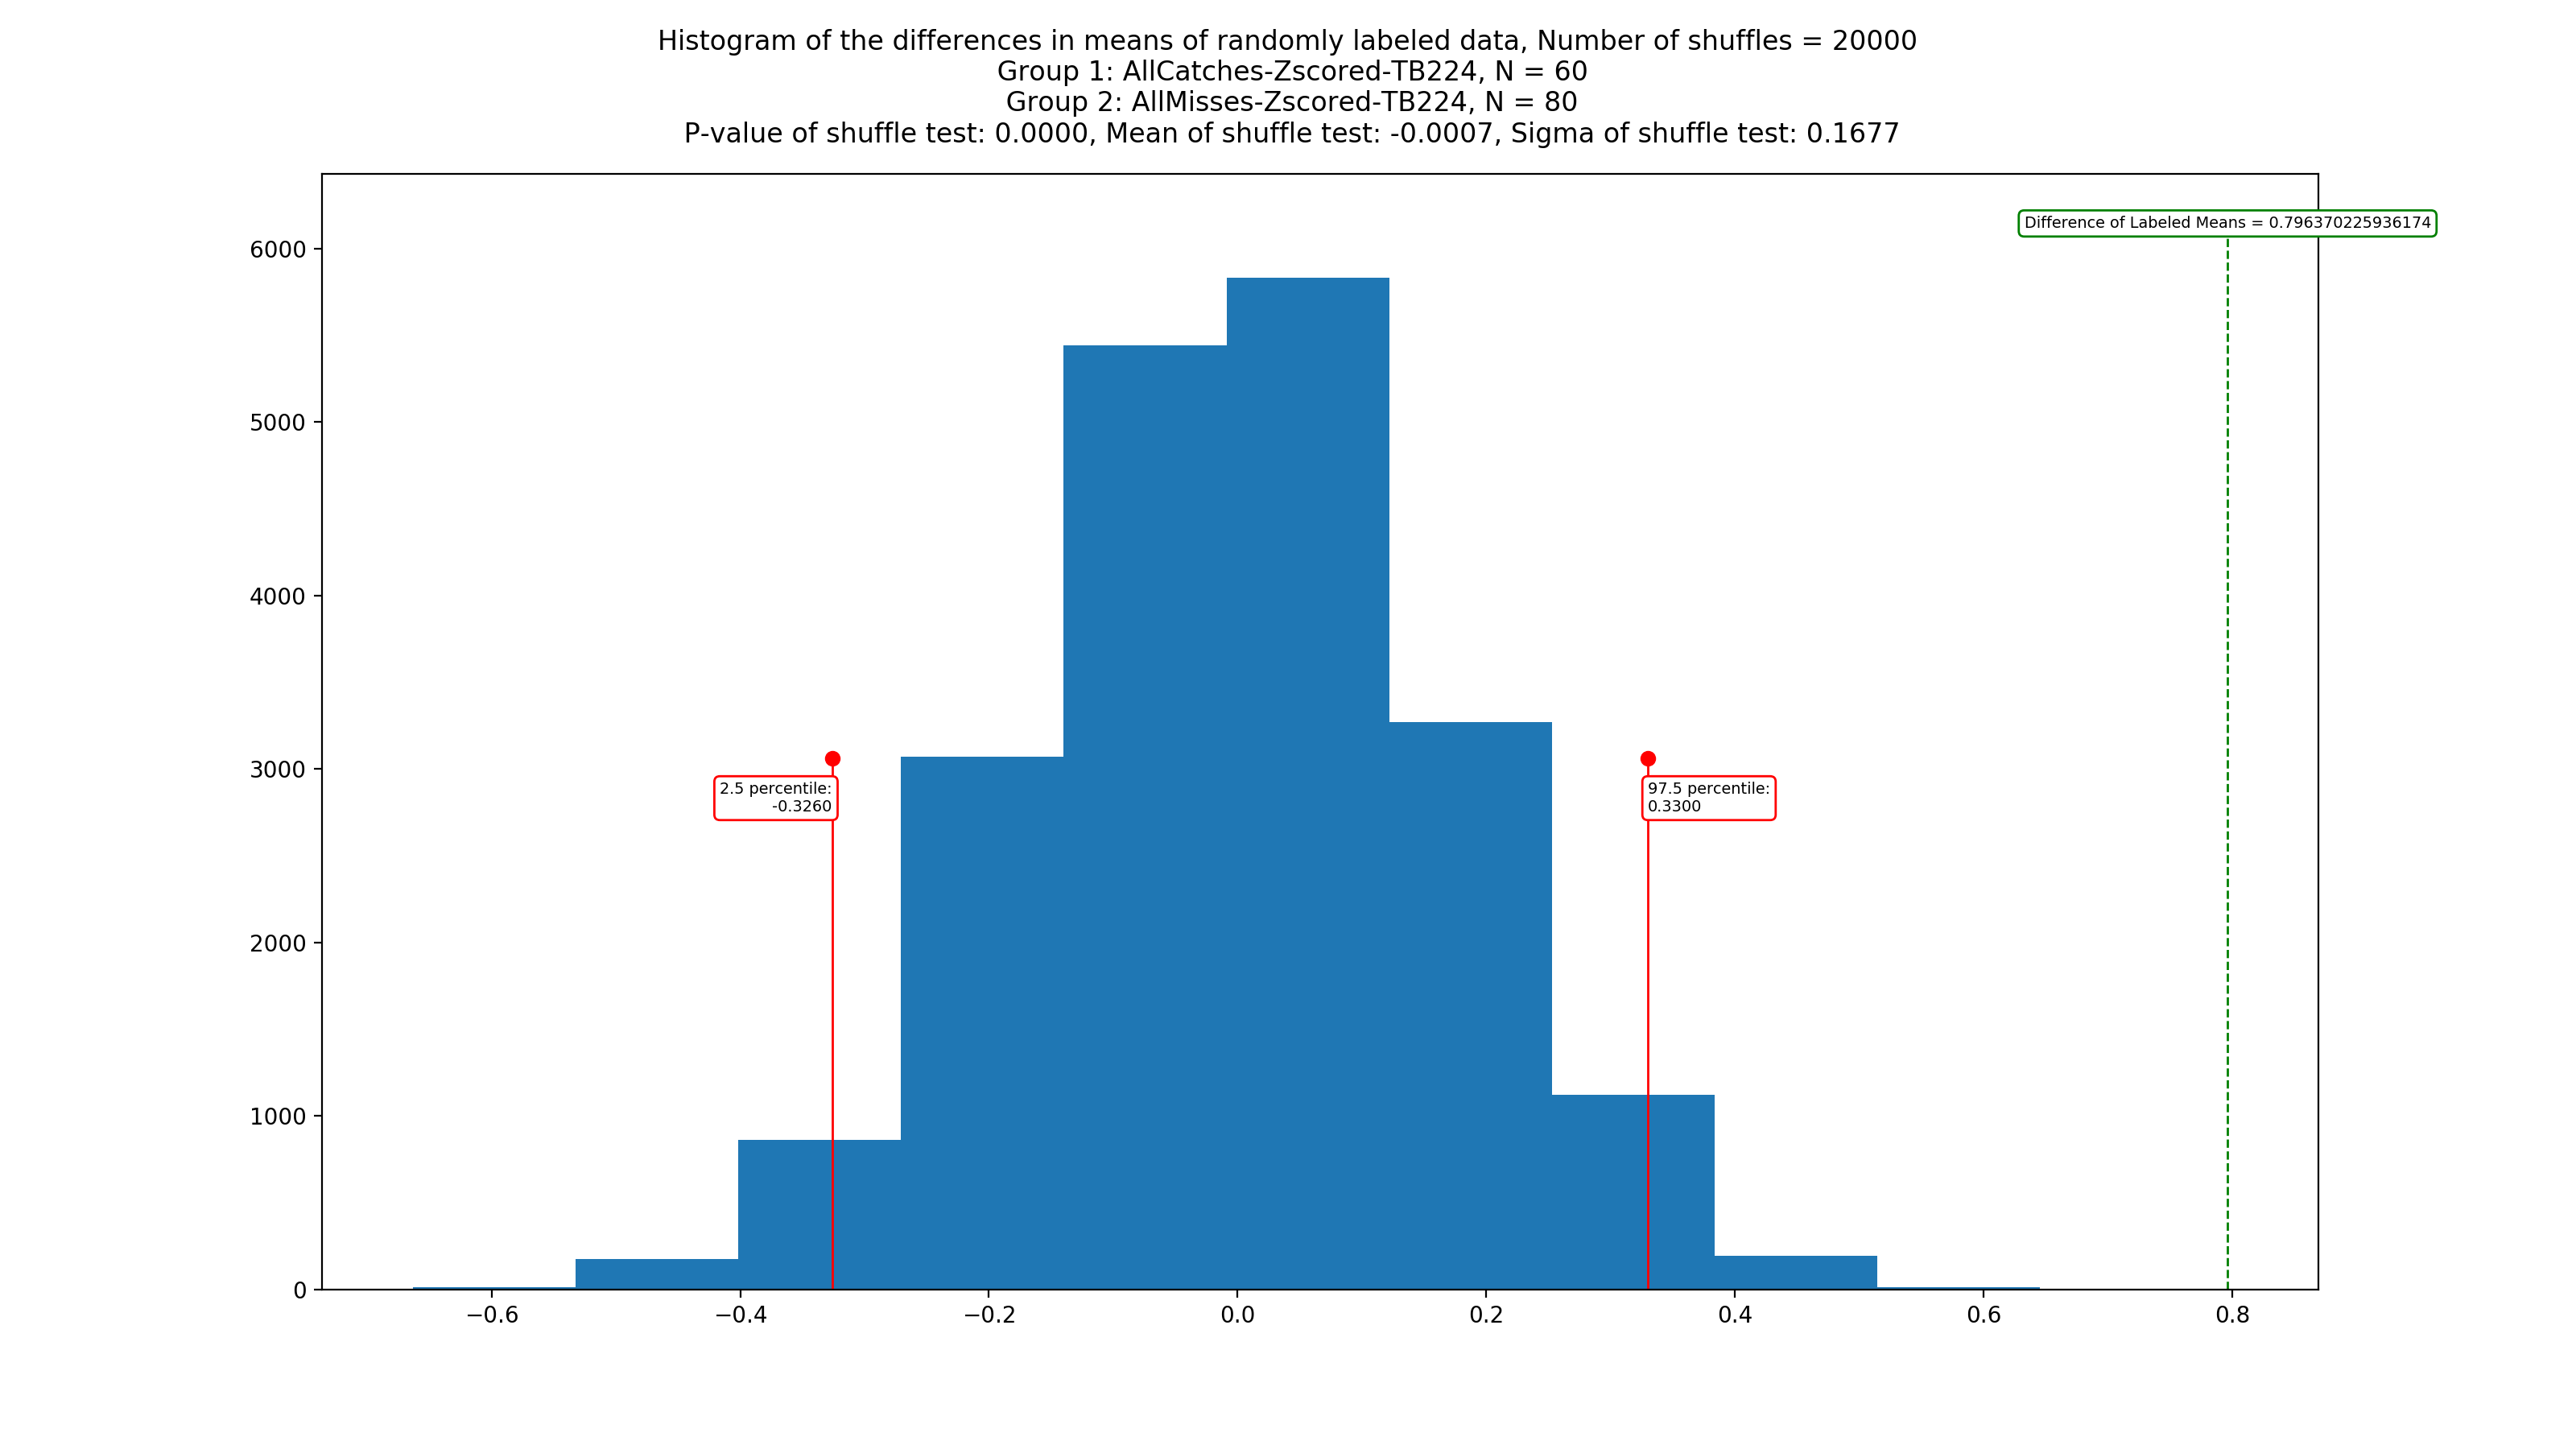 Histogram of the differences in means of randomly labeled data, Number of shuffles = 20000
Group 1: AllCatches-Zscored-TB224, N = 60
Group 2: AllMisses-Zscored-TB224, N = 80
P-value of shuffle test: 0.0000, Mean of shuffle test: -0.0007, Sigma of shuffle test: 0.1677
Difference of Labeled Means = 0.796370225936174
6000
5000
4000
3000
2.5 percentile:
-0.3260
97.5 percentile:
0.3300
2000
1000
0
−0.6
−0.4
−0.2
0.0
0.2
0.4
0.6
0.8